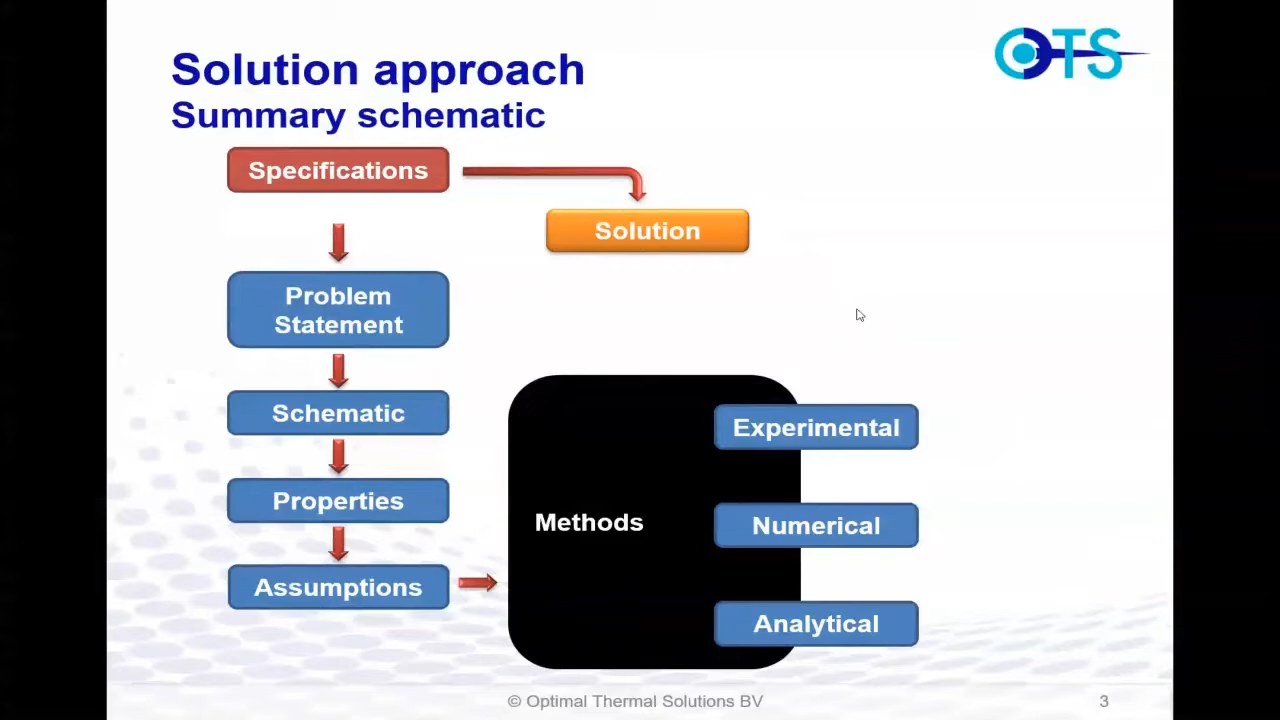 Solution approach
Summary schematic
OTS
Specifications
Solution
Problem
Statement
Schematic
Properties
Assumptions
Methods
Experimental
Numerical
Analytical
© Optimal Thermal Solutions BV
3